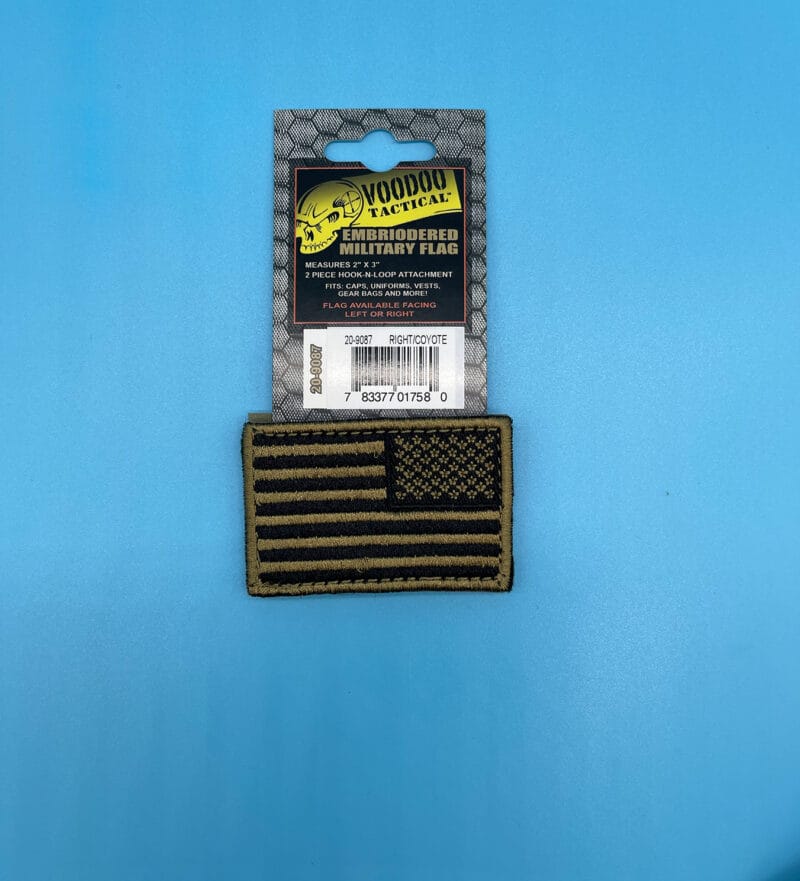 VOODOO
TACTICAL™
EMBRIODERED
MILITARY FLAG
MEASURES 2" X 3"
2 PIECE HOOK-N-LOOP ATTACHMENT
FITS: CAPS, UNIFORMS, VESTS,
GEAR BAGS AND MORE!
FLAG AVAILABLE FACING
LEFT OR RIGHT
20-9087
20-9087 RIGHT/COYOTE
7 83377 01758 0